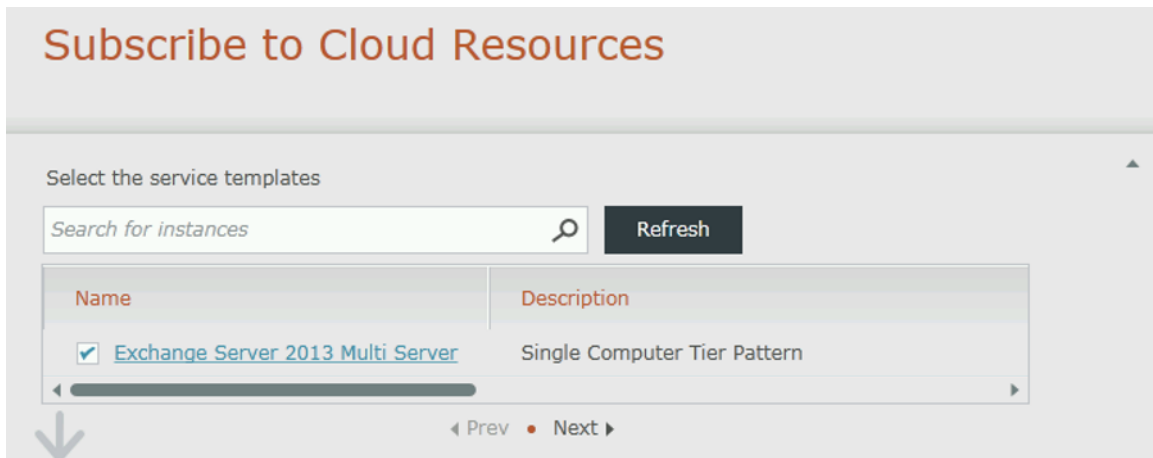 Subscribe to Cloud Resources
Select the service templates
Search for instances
Refresh
Name Description
Exchange Server 2013 Multi Server Single Computer Tier Pattern
Prev • Next